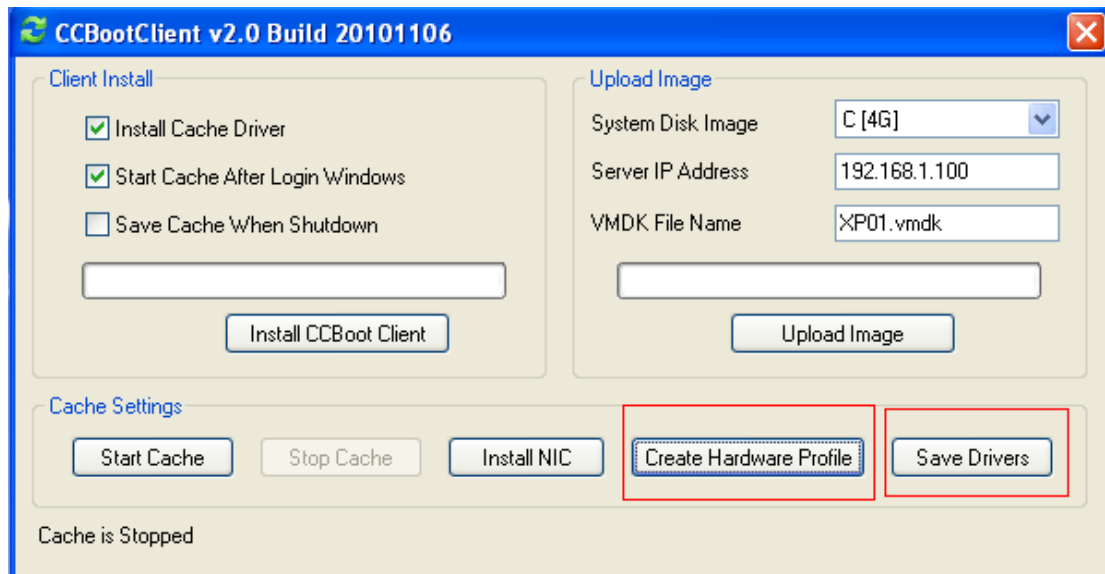 CCBootClient v2.0 Build 20101106
Client Install
Install Cache Driver
Start Cache After Login Windows
Save Cache When Shutdown
Install CCBoot Client
Upload Image
System Disk Image C [4G]
Server IP Address 192.168.1.100
VMDK File Name XP01.vmdk
Upload Image
Cache Settings
Start Cache Stop Cache Install NIC Create Hardware Profile Save Drivers
Cache is Stopped